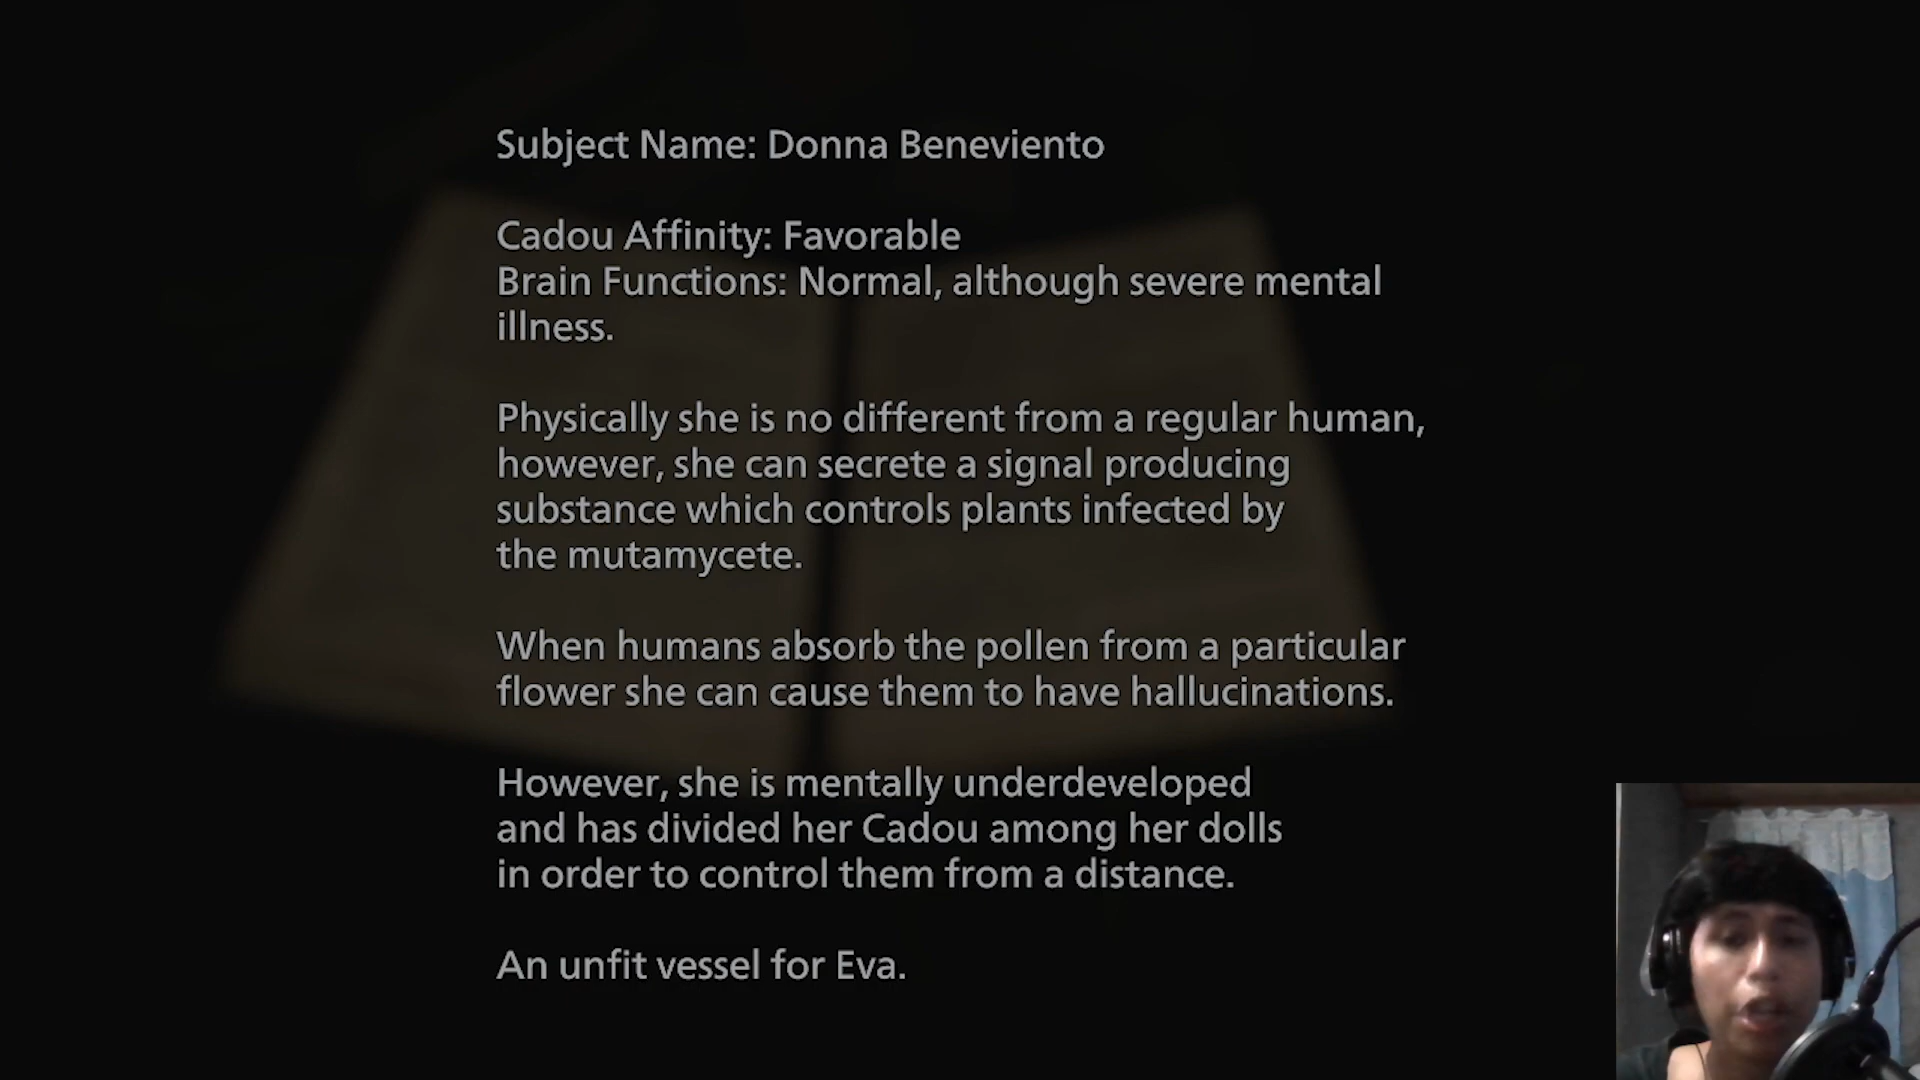 Subject Name: Donna Beneviento
Cadou Affinity: Favorable
Brain Functions: Normal, although severe mental
illness.
Physically she is no different from a regular human,
however, she can secrete a signal producing
substance which controls plants infected by
the mutamycete.
When humans absorb the pollen from a particular
flower she can cause them to have hallucinations.
However, she is mentally underdeveloped
and has divided her Cadou among her dolls
in order to control them from a distance.
An unfit vessel for Eva.